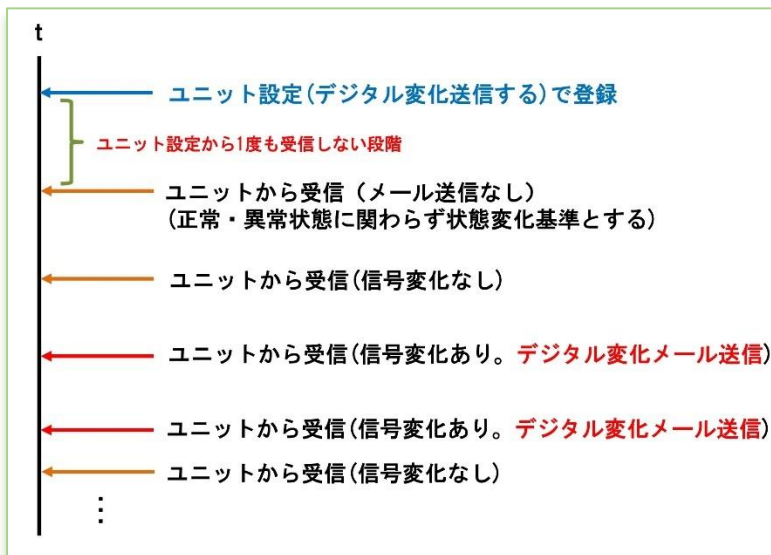 t
ユニット設定(デジタル変化送信する)で登録
ユニット設定から1度も受信しない段階
ユニットから受信（メール送信なし）
(正常・異常状態に関わらず状態変化基準とする)
ユニットから受信(信号変化なし)
ユニットから受信(信号変化あり。デジタル変化メール送信)
ユニットから受信(信号変化あり。デジタル変化メール送信)
ユニットから受信(信号変化なし)
⋮